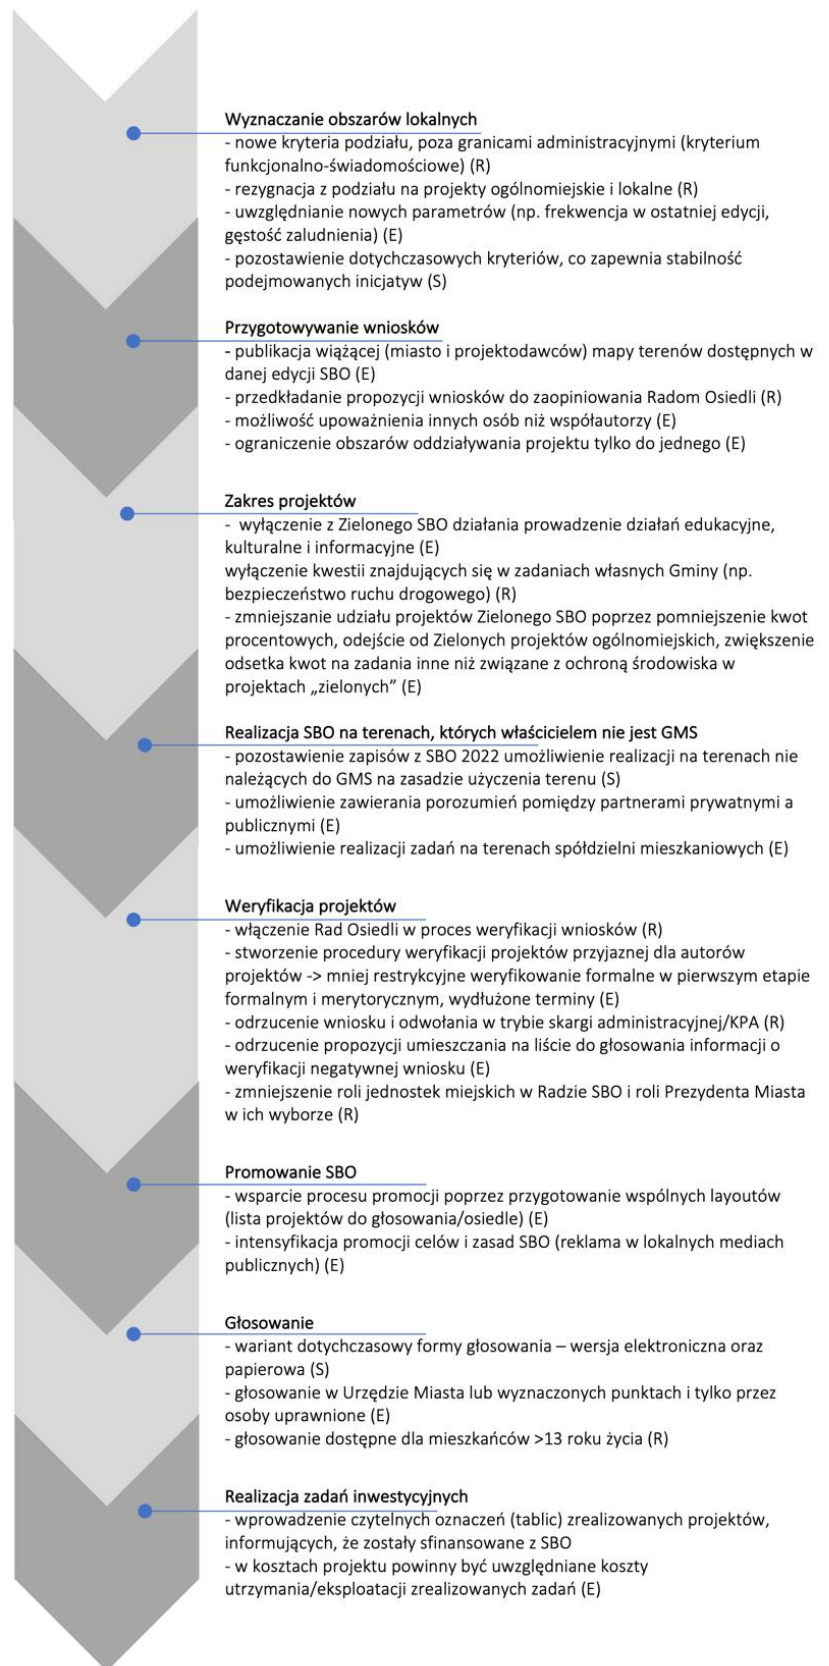 Wyznaczanie obszarów lokalnych
- nowe kryteria podziału, poza granicami administracyjnymi (kryterium
funkcjonalno-świadomościowe) (R)
- rezygnacja z podziału na projekty ogólnomiejskie i lokalne (R)
- uwzględnianie nowych parametrów (np. frekwencja w ostatniej edycji,
gęstość zaludnienia) (E)
- pozostawienie dotychczasowych kryteriów, co zapewnia stabilność
podejmowanych inicjatyw (S)
Przygotowywanie wniosków
- publikacja wiążącej (miasto i projektodawców) mapy terenów dostępnych w
danej edycji SBO (E)
- przedkładanie propozycji wniosków do zaopiniowania Radom Osiedli (R)
- możliwość upoważnienia innych osób niż współautorzy (E)
- ograniczenie obszarów oddziaływania projektu tylko do jednego (E)
Zakres projektów
- wyłączenie z Zielonego SBO działania prowadzenie działań edukacyjne,
kulturalne i informacyjne (E)
wyłączenie kwestii znajdujących się w zadaniach własnych Gminy (np.
bezpieczeństwo ruchu drogowego) (R)
- zmniejszanie udziału projektów Zielonego SBO poprzez pomniejszenie kwot
procentowych, odejście od Zielonych projektów ogólnomiejskich, zwiększenie
odsetka kwot na zadania inne niż związane z ochroną środowiska w
projektach „zielonych” (E)
Realizacja SBO na terenach, których właścicielem nie jest GMS
- pozostawienie zapisów z SBO 2022 umożliwienie realizacji na terenach nie
należących do GMS na zasadzie użyczenia terenu (S)
- umożliwienie zawierania porozumień pomiędzy partnerami prywatnymi a
publicznymi (E)
- umożliwienie realizacji zadań na terenach spółdzielni mieszkaniowych (E)
Weryfikacja projektów
- włączenie Rad Osiedli w proces weryfikacji wniosków (R)
- stworzenie procedury weryfikacji projektów przyjaznej dla autorów
projektów -> mniej restrykcyjne weryfikowanie formalne w pierwszym etapie
formalnym i merytorycznym, wydłużone terminy (E)
- odrzucenie wniosku i odwołania w trybie skargi administracyjnej/KPA (R)
- odrzucenie propozycji umieszczania na liście do głosowania informacji o
weryfikacji negatywnej wniosku (E)
- zmniejszenie roli jednostek miejskich w Radzie SBO i roli Prezydenta Miasta
w ich wyborze (R)
Promowanie SBO
- wsparcie procesu promocji poprzez przygotowanie wspólnych layoutów
(lista projektów do głosowania/osiedle) (E)
- intensyfikacja promocji celów i zasad SBO (reklama w lokalnych mediach
publicznych) (E)
Głosowanie
- wariant dotychczasowy formy głosowania – wersja elektroniczna oraz
papierowa (S)
- głosowanie w Urzędzie Miasta lub wyznaczonych punktach i tylko przez
osoby uprawnione (E)
- głosowanie dostępne dla mieszkańców >13 roku życia (R)
Realizacja zadań inwestycyjnych
- wprowadzenie czytelnych oznaczeń (tablic) zrealizowanych projektów,
informujących, że zostały sfinansowane z SBO
- w kosztach projektu powinny być uwzględniane koszty
utrzymania/eksploatacji zrealizowanych zadań (E)